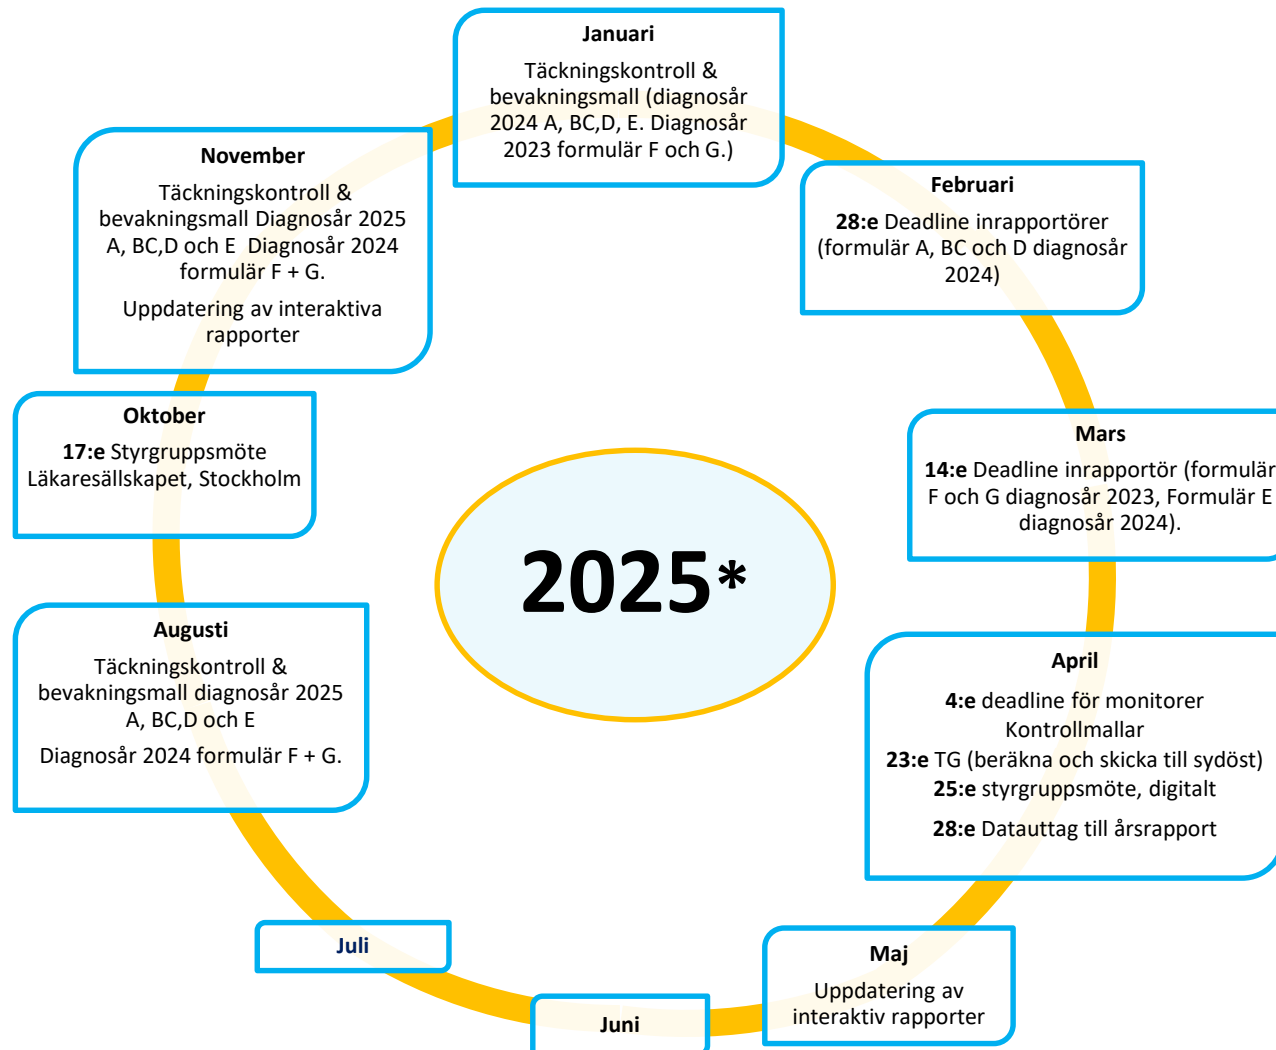 Januari
Täckningskontroll &
bevakningsmall (diagnosår
2024 A, BC,D, E. Diagnosår
2023 formulär F och G.)
Februari
28:e Deadline inrapportörer
(formulär A, BC och D diagnosår
2024)
Mars
14:e Deadline inrapportör (formulär
F och G diagnosår 2023, Formulär E
diagnosår 2024).
April
4:e deadline för monitorer
Kontrollmallar
23:e TG (beräkna och skicka till sydöst)
25:e styrgruppsmöte, digitalt
28:e Datauttag till årsrapport
Maj
Uppdatering av
interaktiv rapporter
Juni
Juli
Augusti
Täckningskontroll &
bevakningsmall diagnosår 2025
A, BC,D och E
Diagnosår 2024 formulär F + G.
Oktober
17:e Styrgruppsmöte
Läkaresällskapet, Stockholm
November
Täckningskontroll &
bevakningsmall Diagnosår 2025
A, BC,D och E Diagnosår 2024
formulär F + G.
Uppdatering av interaktiva
rapporter
2025*